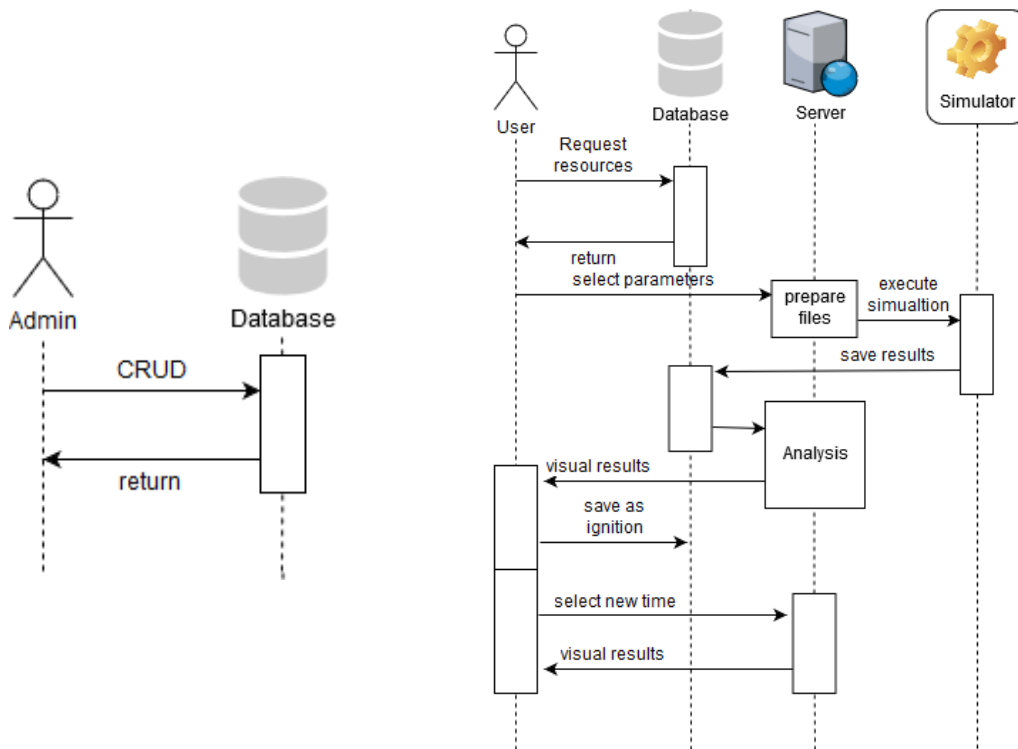 Admin
Database
CRUD
return
User
Database
Server
Simulator
Request
resources
return
select parameters
prepare
files
execute
simualtion
save results
Analysis
visual results
save as
ignition
select new time
visual results